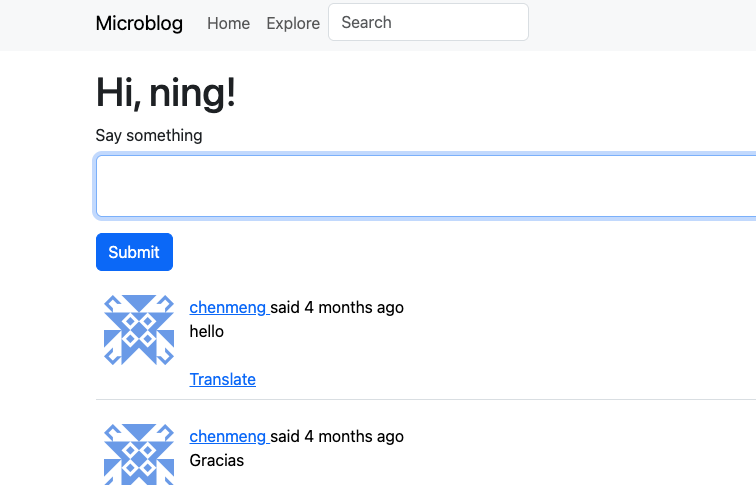 Microblog Home Explore Search
Hi, ning!
Say something
Submit
chenmeng said 4 months ago
hello
Translate
chenmeng said 4 months ago
Gracias